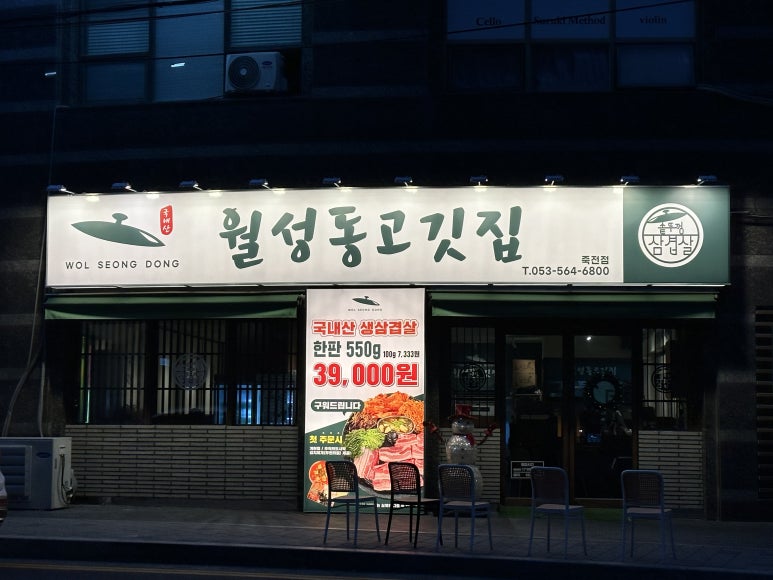 Cello Suzuki Method violin
국내산
WOL SEONG DONG
월성동고깃집
죽전점
T.053-564-6800
솥뚜껑
삼겹살
WOL SEONG DONG
국내산 생삼겹살
한판 550g 100g 7,333원
39,000원
구워드립니다
첫 주문시